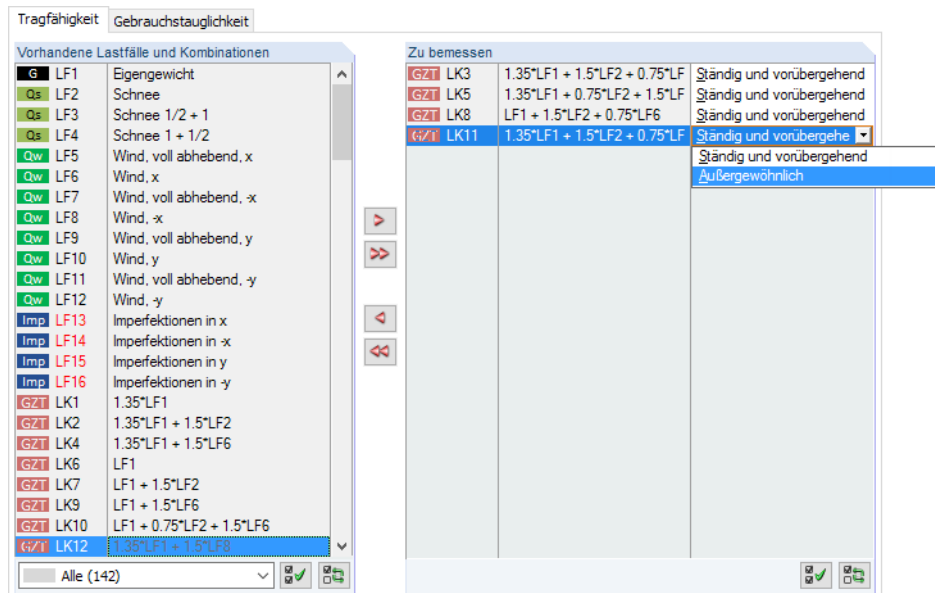 Tragfähigkeit Gebrauchstauglichkeit
Vorhandene Lastfälle und Kombinationen
G LF1 Eigengewicht
Qs LF2 Schnee
Qs LF3 Schnee 1/2 + 1
Qs LF4 Schnee 1 + 1/2
Qw LF5 Wind, voll abhebend, x
Qw LF6 Wind, x
Qw LF7 Wind, voll abhebend, -x
Qw LF8 Wind, -x
Qw LF9 Wind, voll abhebend, y
Qw LF10 Wind, y
Qw LF11 Wind, voll abhebend, -y
Qw LF12 Wind, -y
Imp LF13 Imperfektionen in x
Imp LF14 Imperfektionen in -x
Imp LF15 Imperfektionen in y
Imp LF16 Imperfektionen in -y
GZT LK1 1.35*LF1
GZT LK2 1.35*LF1 + 1.5*LF2
GZT LK4 1.35*LF1 + 1.5*LF6
GZT LK6 LF1
GZT LK7 LF1 + 1.5*LF2
GZT LK9 LF1 + 1.5*LF6
GZT LK10 LF1 + 0.75*LF2 + 1.5*LF6
GZT LK12 1.35*LF1 + 1.5*LF8
Alle (142)
>
>>
<
<<
Zu bemessen
GZT LK3 1.35*LF1 + 1.5*LF2 + 0.75*LF Ständig und vorübergehend
GZT LK5 1.35*LF1 + 0.75*LF2 + 1.5*LF Ständig und vorübergehend
GZT LK8 LF1 + 1.5*LF2 + 0.75*LF6 Ständig und vorübergehend
GZT LK11 1.35*LF1 + 1.5*LF2 + 0.75*LF Ständig und vorübergehe
Ständig und vorübergehend
Außergewöhnlich